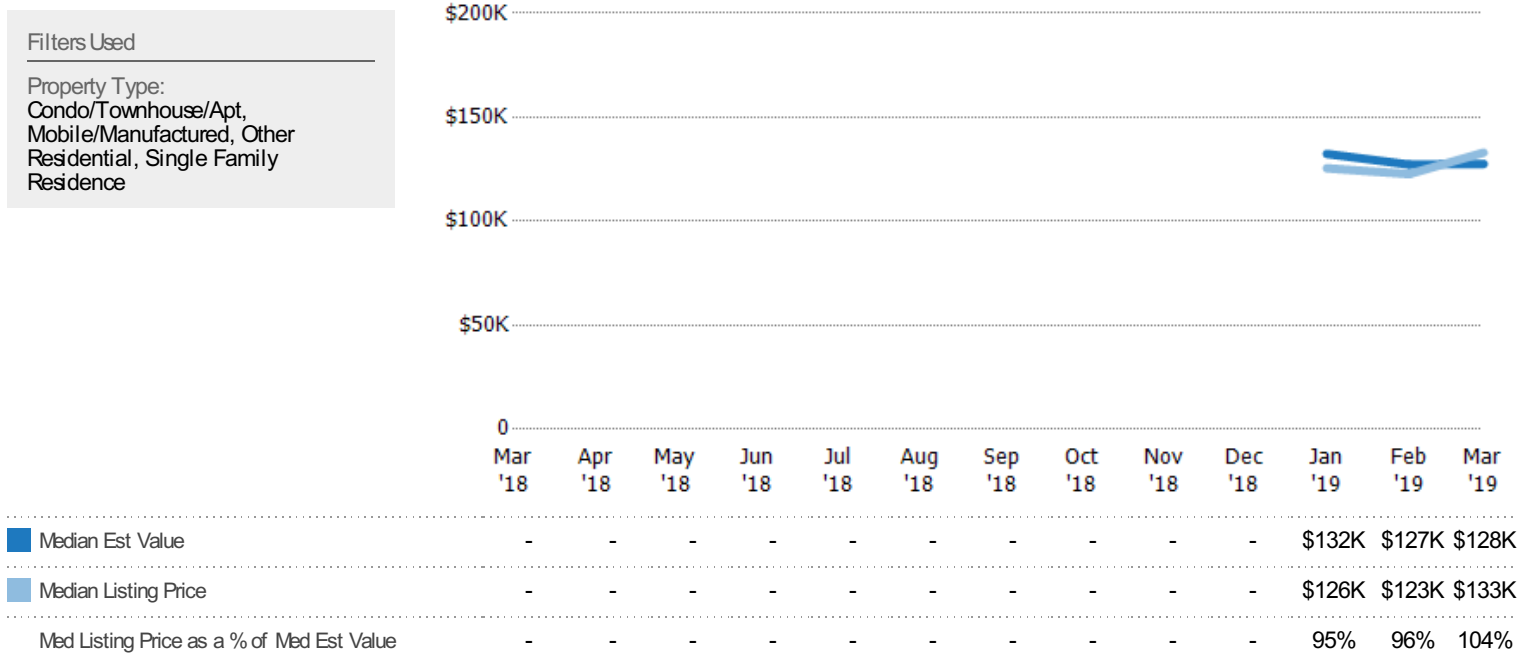 Filters Used
Property Type:
Condo/Townhouse/Apt,
Mobile/Manufactured, Other
Residential, Single Family
Residence
$200K
$150K
$100K
$50K
0
Mar Apr May Jun Jul Aug Sep Oct Nov Dec Jan Feb Mar
'18 '18 '18 '18 '18 '18 '18 '18 '18 '18 '19 '19 '19
Median Est Value - - - - - - - - - - $132K $127K $128K
Median Listing Price - - - - - - - - - - $126K $123K $133K
Med Listing Price as a % of Med Est Value - - - - - - - - - - 95% 96% 104%